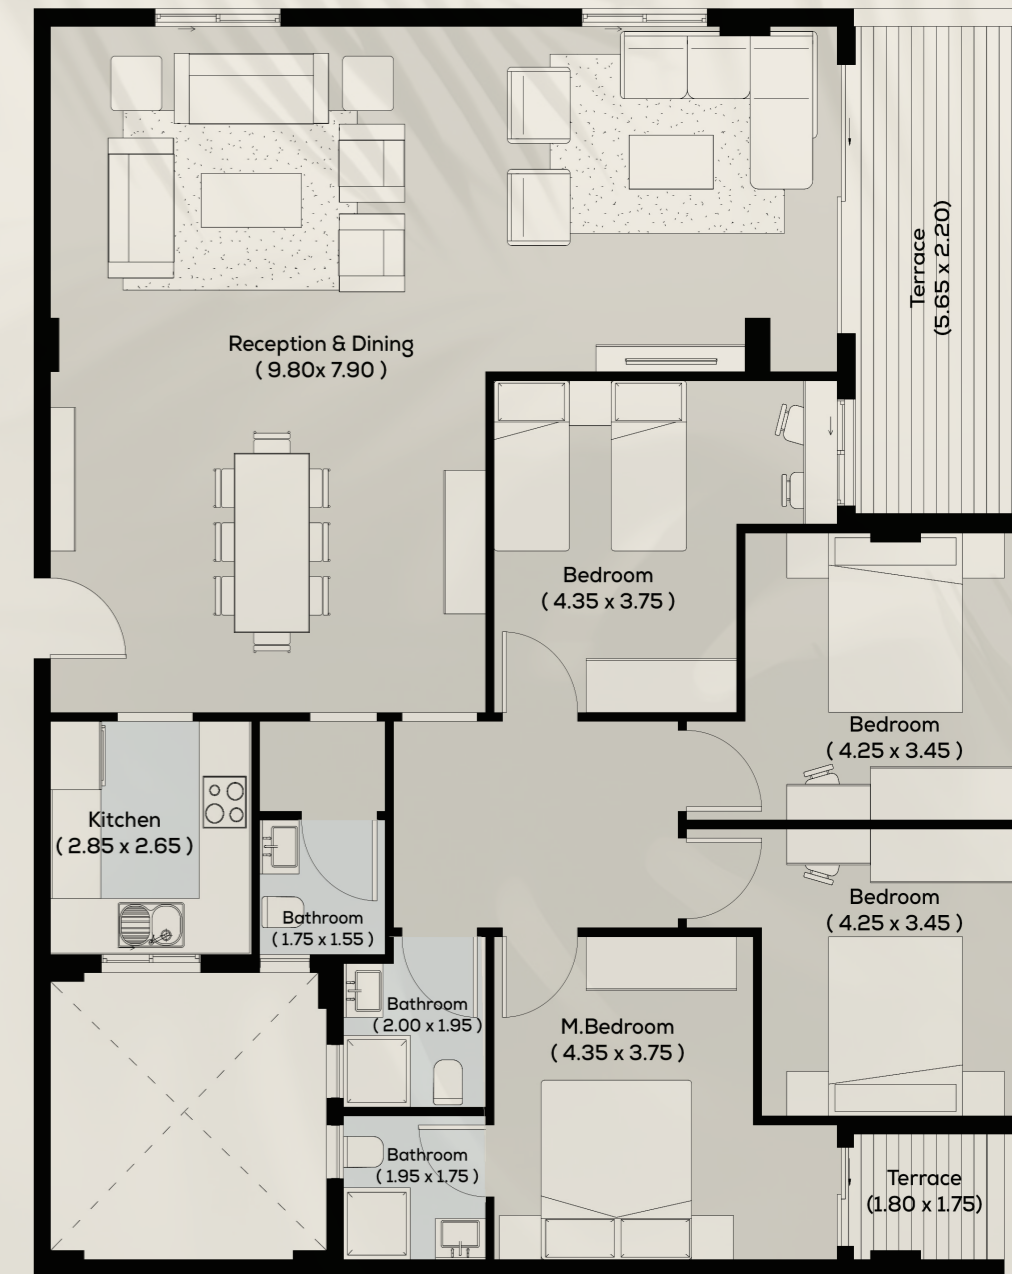 Terrace
(5.65 x 2.20)
Reception & Dining
( 9.80x 7.90 )
Bedroom
( 4.35 x 3.75 )
Bedroom
( 4.25 x 3.45 )
Kitchen
( 2.85 x 2.65 )
Bedroom
( 4.25 x 3.45 )
Bathroom
( 1.75 x 1.55 )
Bathroom
( 2.00 x 1.95 )
M.Bedroom
( 4.35 x 3.75 )
Bathroom
( 1.95 x 1.75 )
Terrace
(1.80 x 1.75)